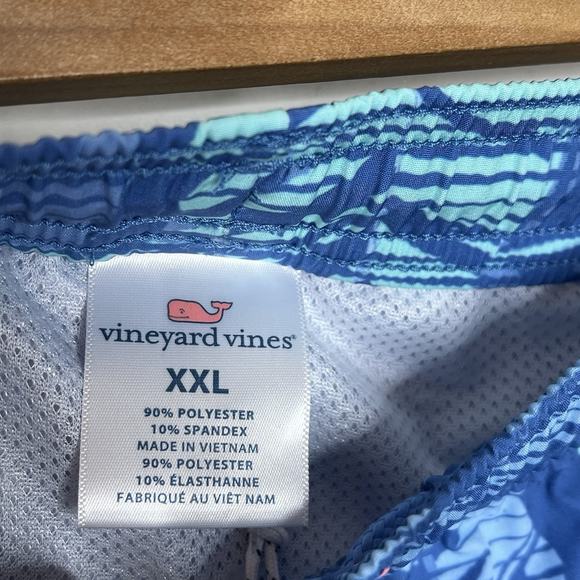 vineyard vines®
XXL
90% POLYESTER
10% SPANDEX
MADE IN VIETNAM
90% POLYESTER
10% ÉLASTHANNE
FABRIQUÉ AU VIÊT NAM